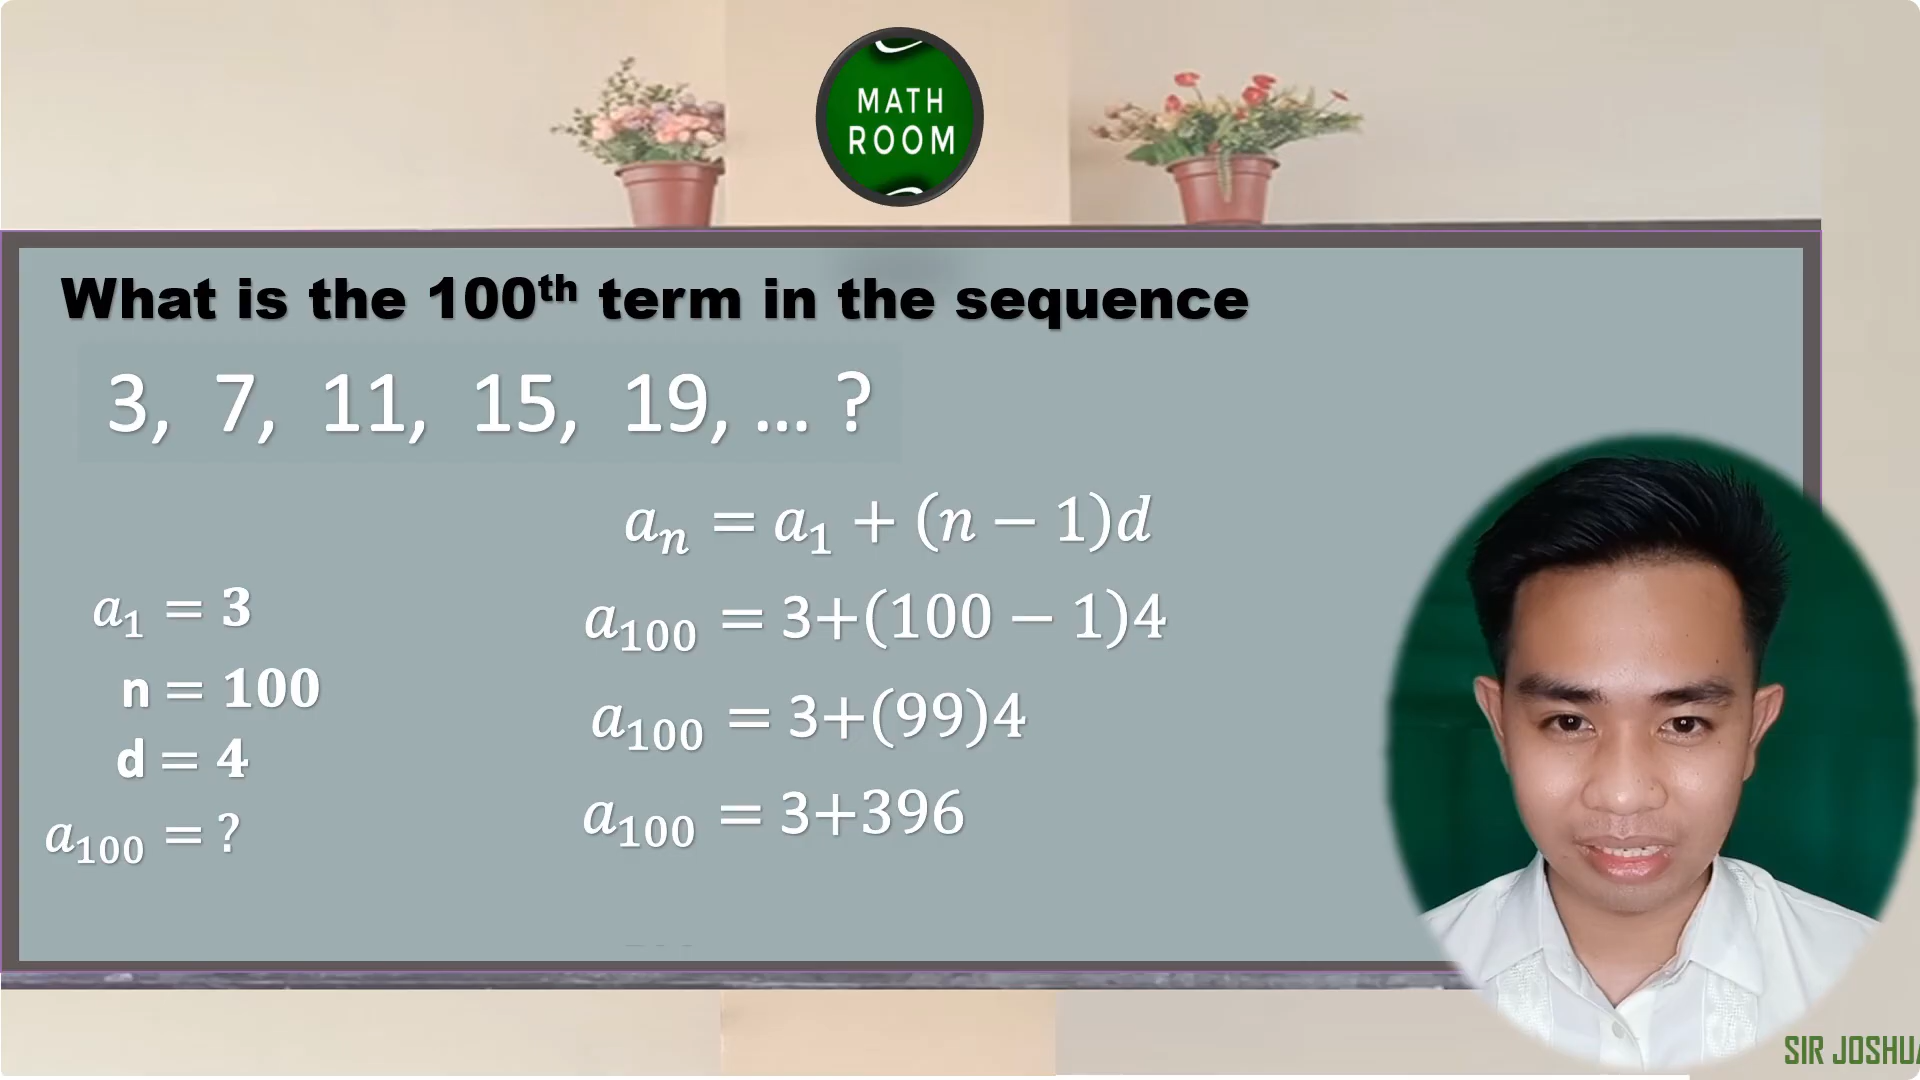 MATH
ROOM
What is the 100th term in the sequence
3, 7, 11, 15, 19, ... ?
aₙ = a₁ + (n − 1)d
a₁ = 3
a₁₀₀ = 3+(100 − 1)4
n = 100
a₁₀₀ = 3+(99)4
d = 4
a₁₀₀ = 3+396
a₁₀₀ = ?
SIR JOSHUA